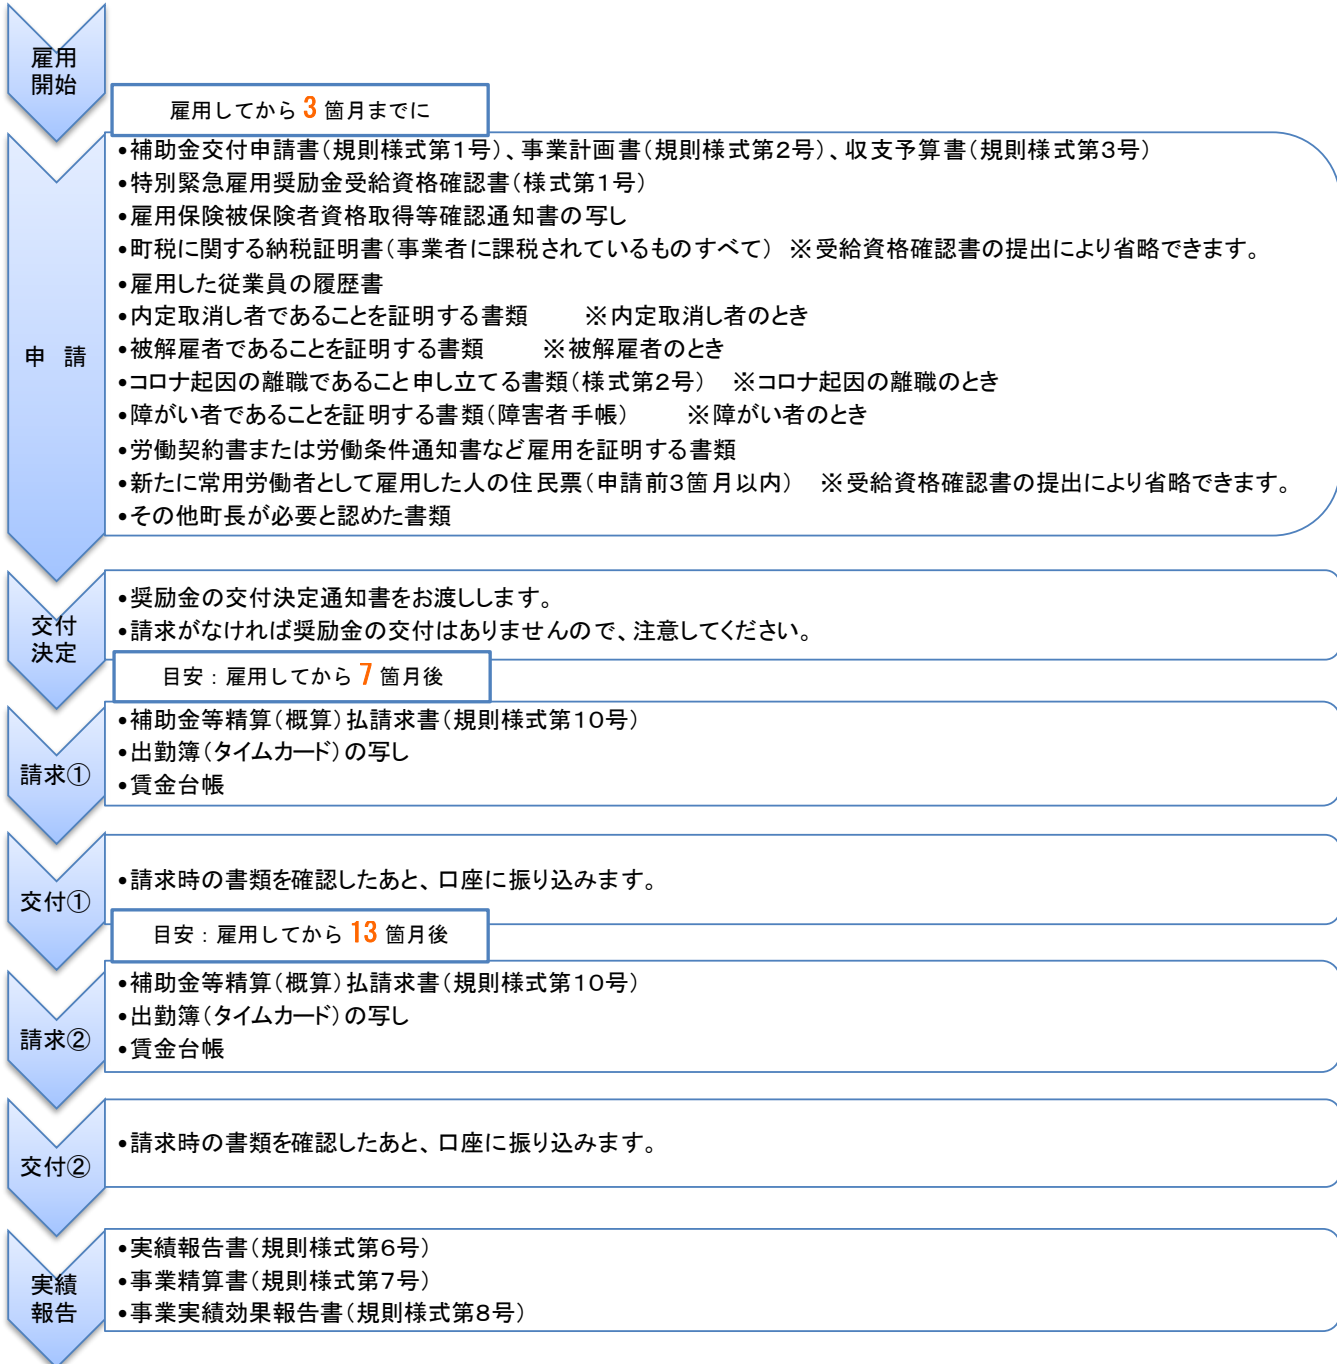 雇用
開始
雇用してから 3 箇月までに
申　請
•補助金交付申請書（規則様式第１号）、事業計画書（規則様式第２号）、収支予算書（規則様式第３号）
•特別緊急雇用奨励金受給資格確認書（様式第１号）
•雇用保険被保険者資格取得等確認通知書の写し
•町税に関する納税証明書（事業者に課税されているものすべて）　※受給資格確認書の提出により省略できます。
•雇用した従業員の履歴書
•内定取消し者であることを証明する書類　　　※内定取消し者のとき
•被解雇者であることを証明する書類　　　※被解雇者のとき
•コロナ起因の離職であること申し立てる書類（様式第２号）　※コロナ起因の離職のとき
•障がい者であることを証明する書類（障害者手帳）　　　※障がい者のとき
•労働契約書または労働条件通知書など雇用を証明する書類
•新たに常用労働者として雇用した人の住民票（申請前３箇月以内）　※受給資格確認書の提出により省略できます。
•その他町長が必要と認めた書類
交付
決定
•奨励金の交付決定通知書をお渡しします。
•請求がなければ奨励金の交付はありませんので、注意してください。
目安：雇用してから 7 箇月後
請求①
•補助金等精算（概算）払請求書（規則様式第１０号）
•出勤簿（タイムカード）の写し
•賃金台帳
交付①
•請求時の書類を確認したあと、口座に振り込みます。
目安：雇用してから 13 箇月後
請求②
•補助金等精算（概算）払請求書（規則様式第１０号）
•出勤簿（タイムカード）の写し
•賃金台帳
交付②
•請求時の書類を確認したあと、口座に振り込みます。
実績
報告
•実績報告書（規則様式第６号）
•事業精算書（規則様式第７号）
•事業実績効果報告書（規則様式第８号）